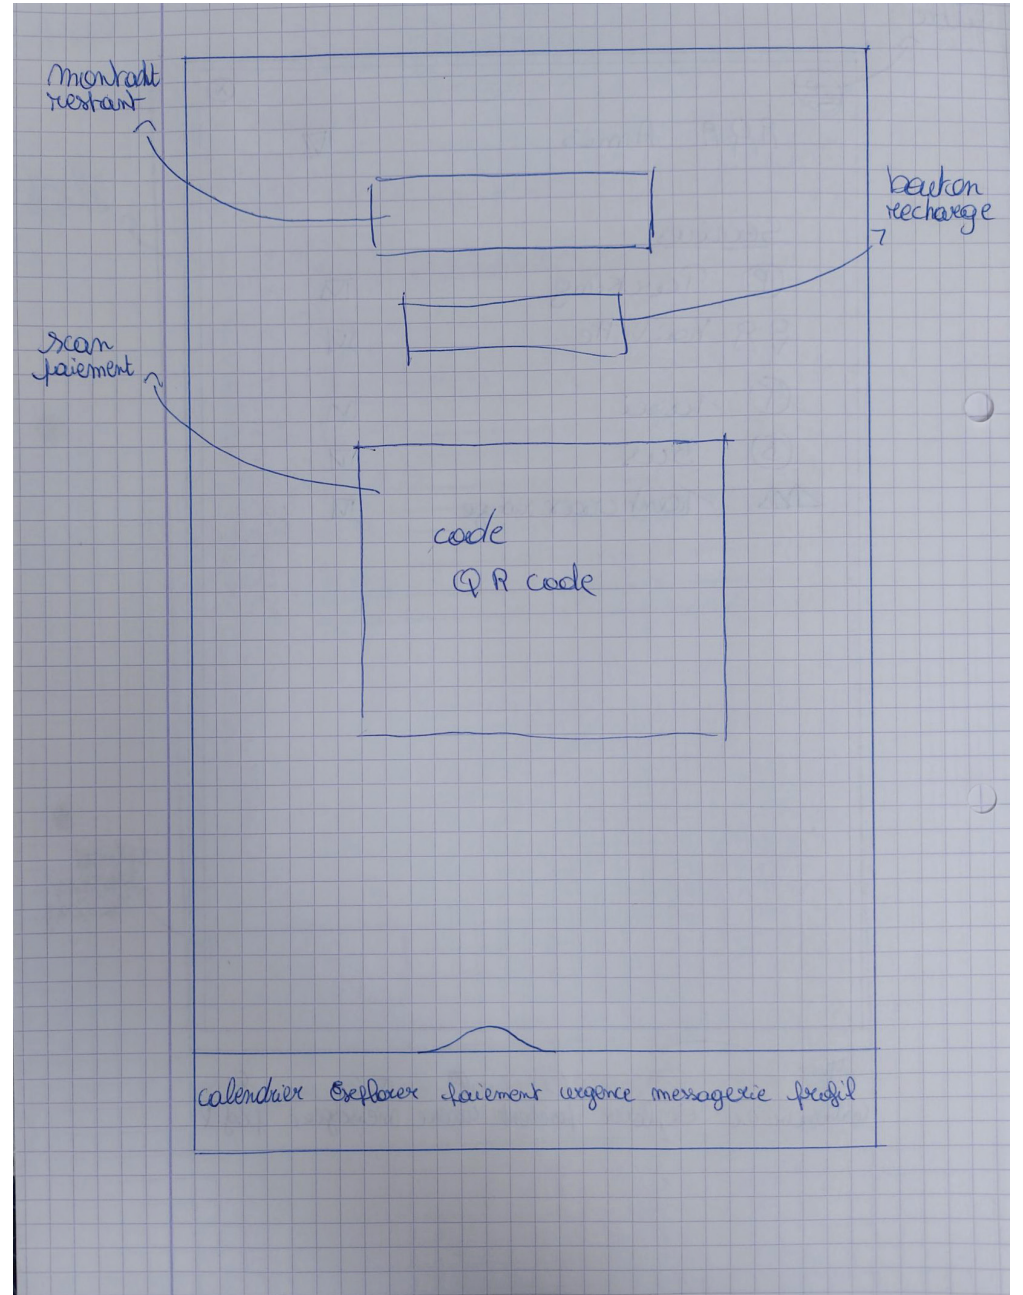 montant
restant
bouton
recharge
scan
paiement
code
QR code
calendrier Explorer paiement urgence messagerie profil